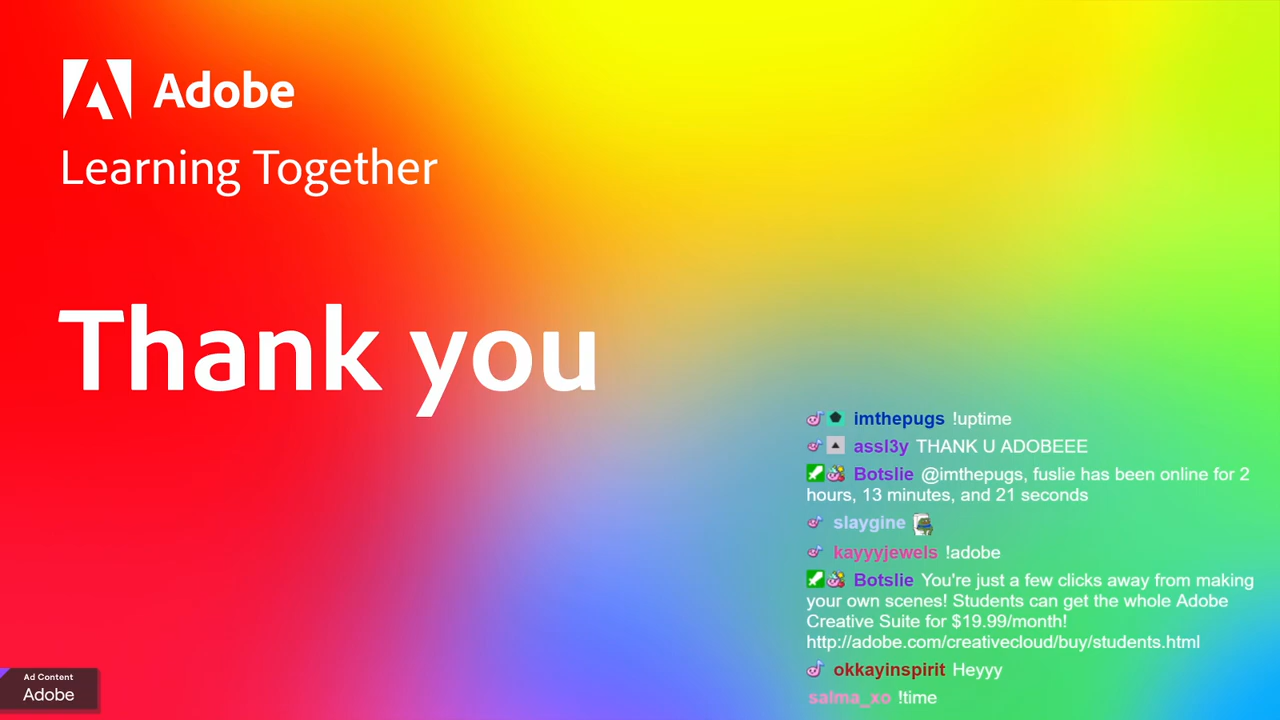 Adobe
Learning Together
Thank you
imthepugs !uptime
assl3y THANK U ADOBEEE
Botslie @imthepugs, fuslie has been online for 2
hours, 13 minutes, and 21 seconds
slaygine
kayyyjewels !adobe
Botslie You're just a few clicks away from making
your own scenes! Students can get the whole Adobe
Creative Suite for $19.99/month!
http://adobe.com/creativecloud/buy/students.html
okkayinspirit Heyyy
salma_xo !time
Ad Content
Adobe